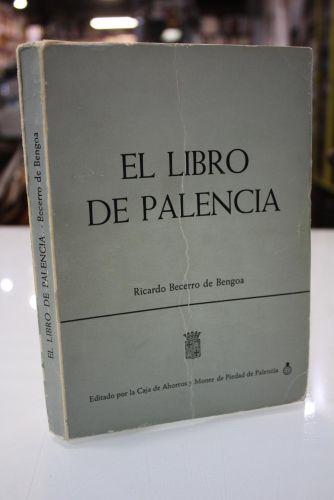 EL LIBRO DE PALENCIA. - Becerro de Bengoa
EL LIBRO
DE PALENCIA
Ricardo Becerro de Bengoa
Editado por la Caja de Ahorros y Monte de Piedad de Palencia